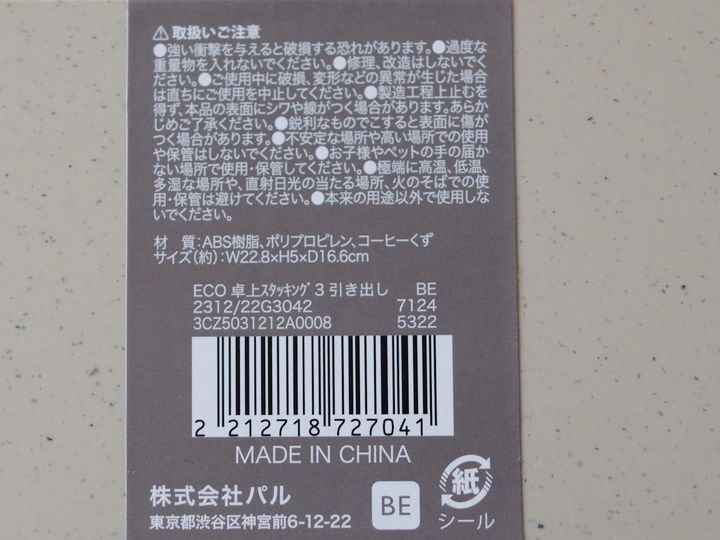 ⚠取扱いご注意
●強い衝撃を与えると破損する恐れがあります。●過度な
重量物を入れないでください。●修理、改造はしないでく
ださい。●ご使用中に破損、変形などの異常が生じた場合
は直ちにご使用を中止してください。●製造工程上止むを
得ず、本品の表面にシワや線がつく場合があります。あらか
じめご了承ください。●鋭利なものでこすると表面に傷が
つく場合があります。●不安定な場所や高い場所での使用
や保管はしないでください。●お子様やペットの手の届か
ない場所で使用・保管してください。●極端に高温、低温、
多湿な場所や、直射日光の当たる場所、火のそばでの使
用・保管は避けてください。●本来の用途以外で使用しな
いでください。
材 質：ABS樹脂、ポリプロピレン、コーヒーくず
サイズ(約)：W22.8×H5×D16.6cm
ECO 卓上ｽﾀｯｷﾝｸﾞ3引き出し BE
2312/22G3042 7124
3CZ5031212A0008 5322
2 212718 727041
MADE IN CHINA
株式会社パル
東京都渋谷区神宮前6-12-22
BE
紙
シール